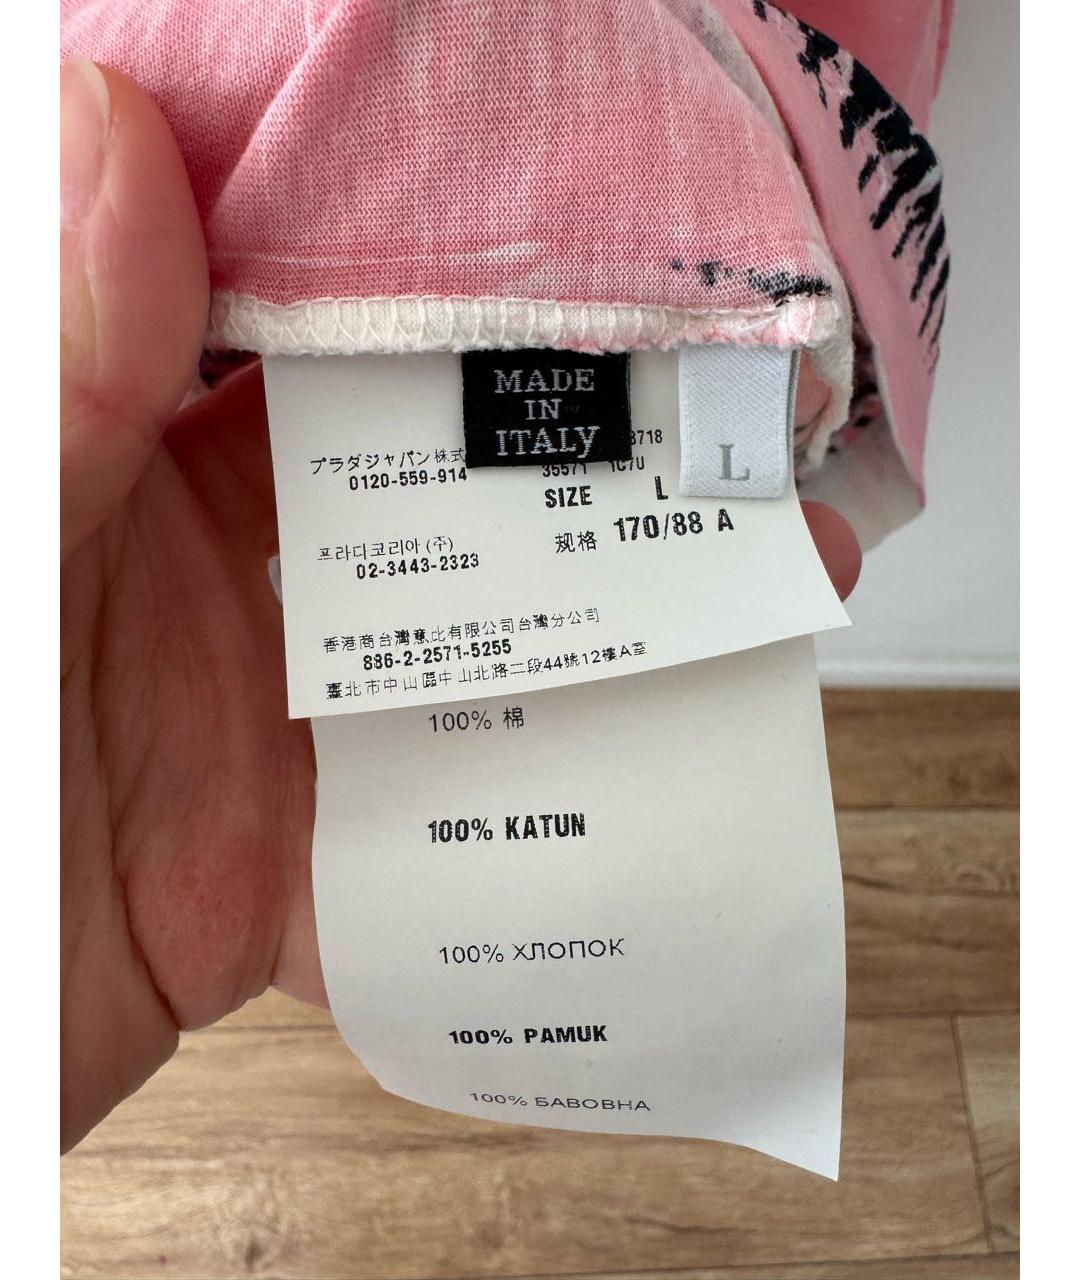 MADE
IN
ITALY
L
プラダジャパン株式
0120-559-914
8718
35571 1C7U
SIZE L
规格 170/88 A
프라다코리아 (주)
02-3443-2323
香港商台灣意比有限公司台灣分公司
886-2-2571-5255
臺北市中山區中山北路二段44號12樓A室
100% 棉
100% KATUN
100% ХЛОПОК
100% PAMUK
100% БАВОВНА